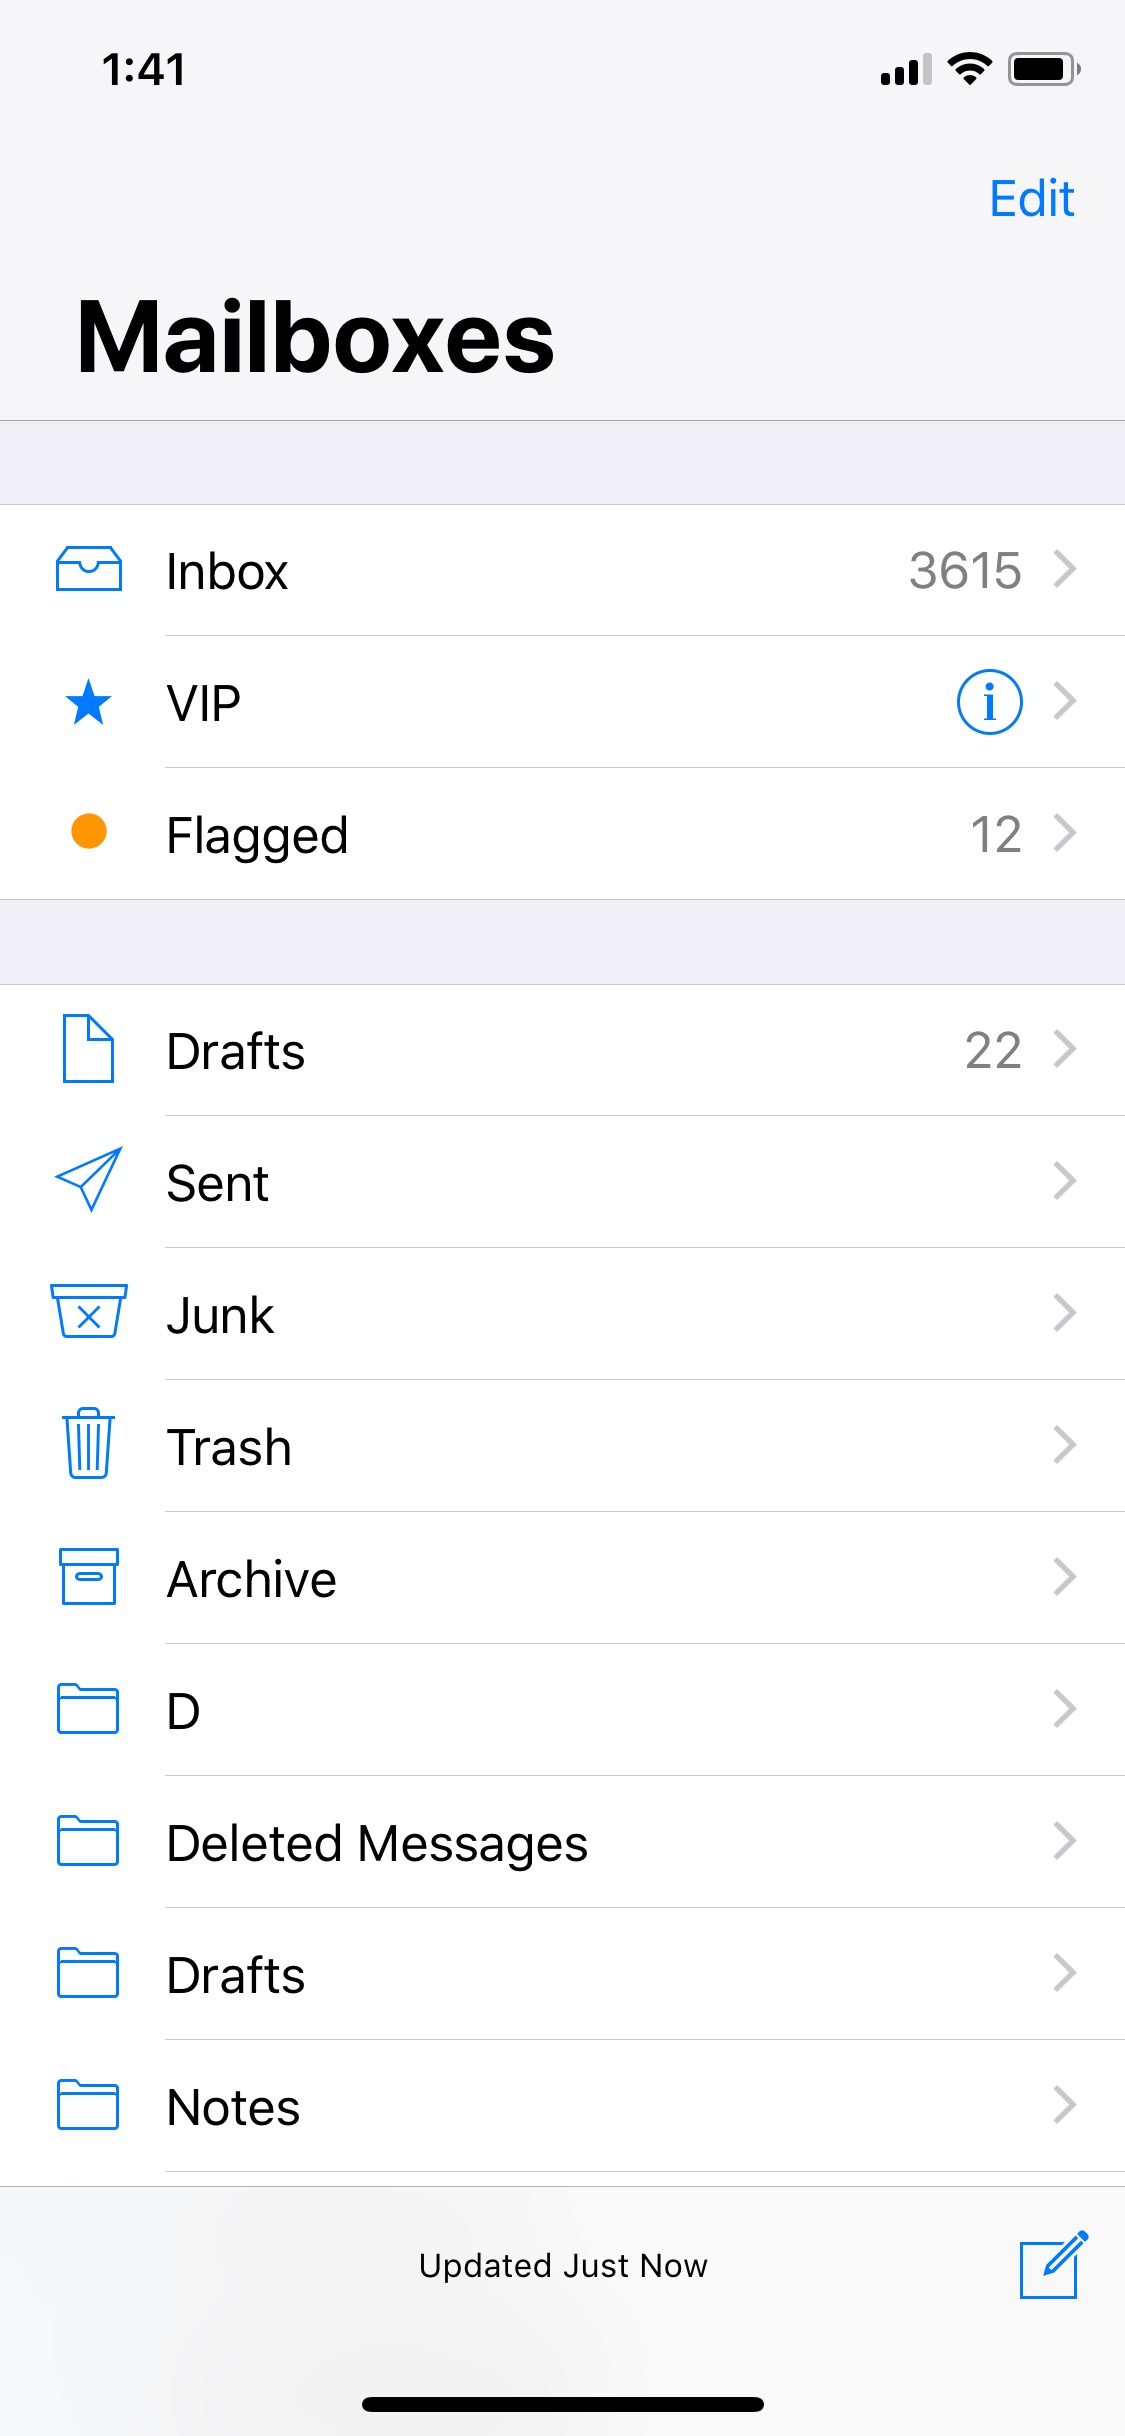 1:41
Edit
Mailboxes
Inbox 3615
VIP
Flagged 12
Drafts 22
Sent
Junk
Trash
Archive
D
Deleted Messages
Drafts
Notes
Updated Just Now